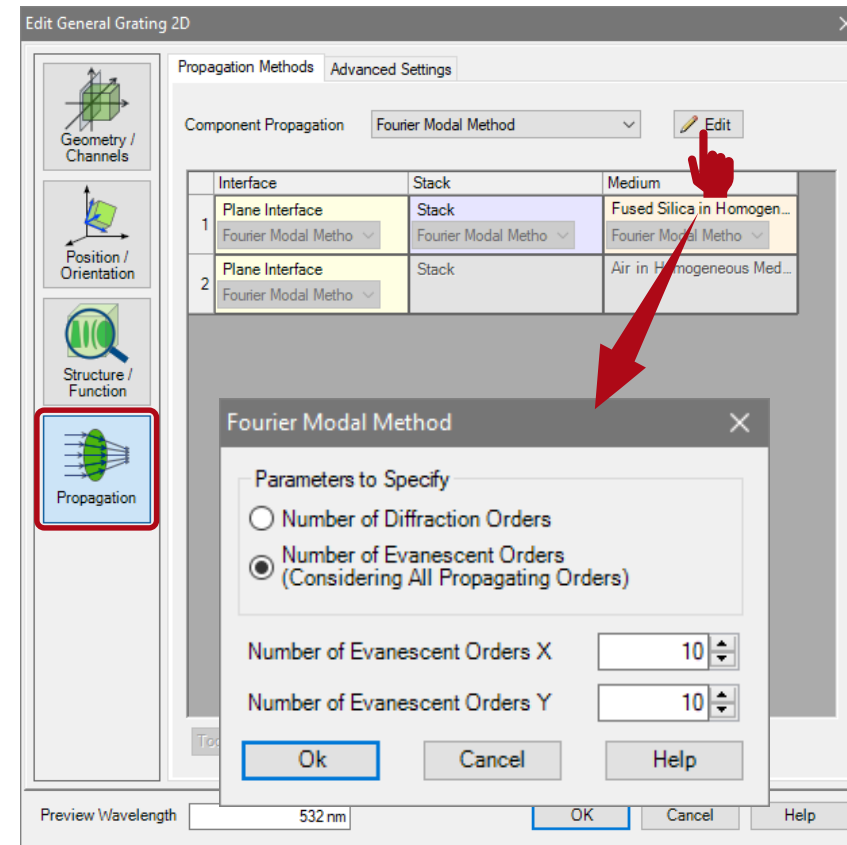 Edit General Grating 2D
Geometry /
Channels
Position /
Orientation
Structure /
Function
Propagation
Propagation Methods
Advanced Settings
Component Propagation
Fourier Modal Method
Edit
Interface
Stack
Medium
1
Plane Interface
Fourier Modal Metho
Stack
Fourier Modal Metho
Fused Silica in Homogen...
Fourier Modal Metho
2
Plane Interface
Fourier Modal Metho
Stack
Air in Homogeneous Med...
Fourier Modal Method
Parameters to Specify
Number of Diffraction Orders
Number of Evanescent Orders
(Considering All Propagating Orders)
Number of Evanescent Orders X
10
Number of Evanescent Orders Y
10
Ok
Cancel
Help
Preview Wavelength
532 nm
OK
Cancel
Help